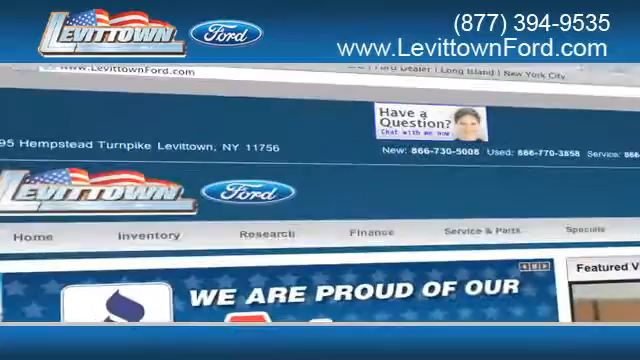 LEVITTOWN Ford
(877) 394-9535
www.LevittownFord.com
www.LevittownFord.com
Ford Dealer | Long Island | New York City
Have a
Question?
Chat with me now
95 Hempstead Turnpike Levittown, NY 11756
New: 866-730-5008 Used: 866-770-3858 Service: 866
LEVITTOWN Ford
Home Inventory Research Finance Service & Parts Specials
WE ARE PROUD OF OUR
Featured V